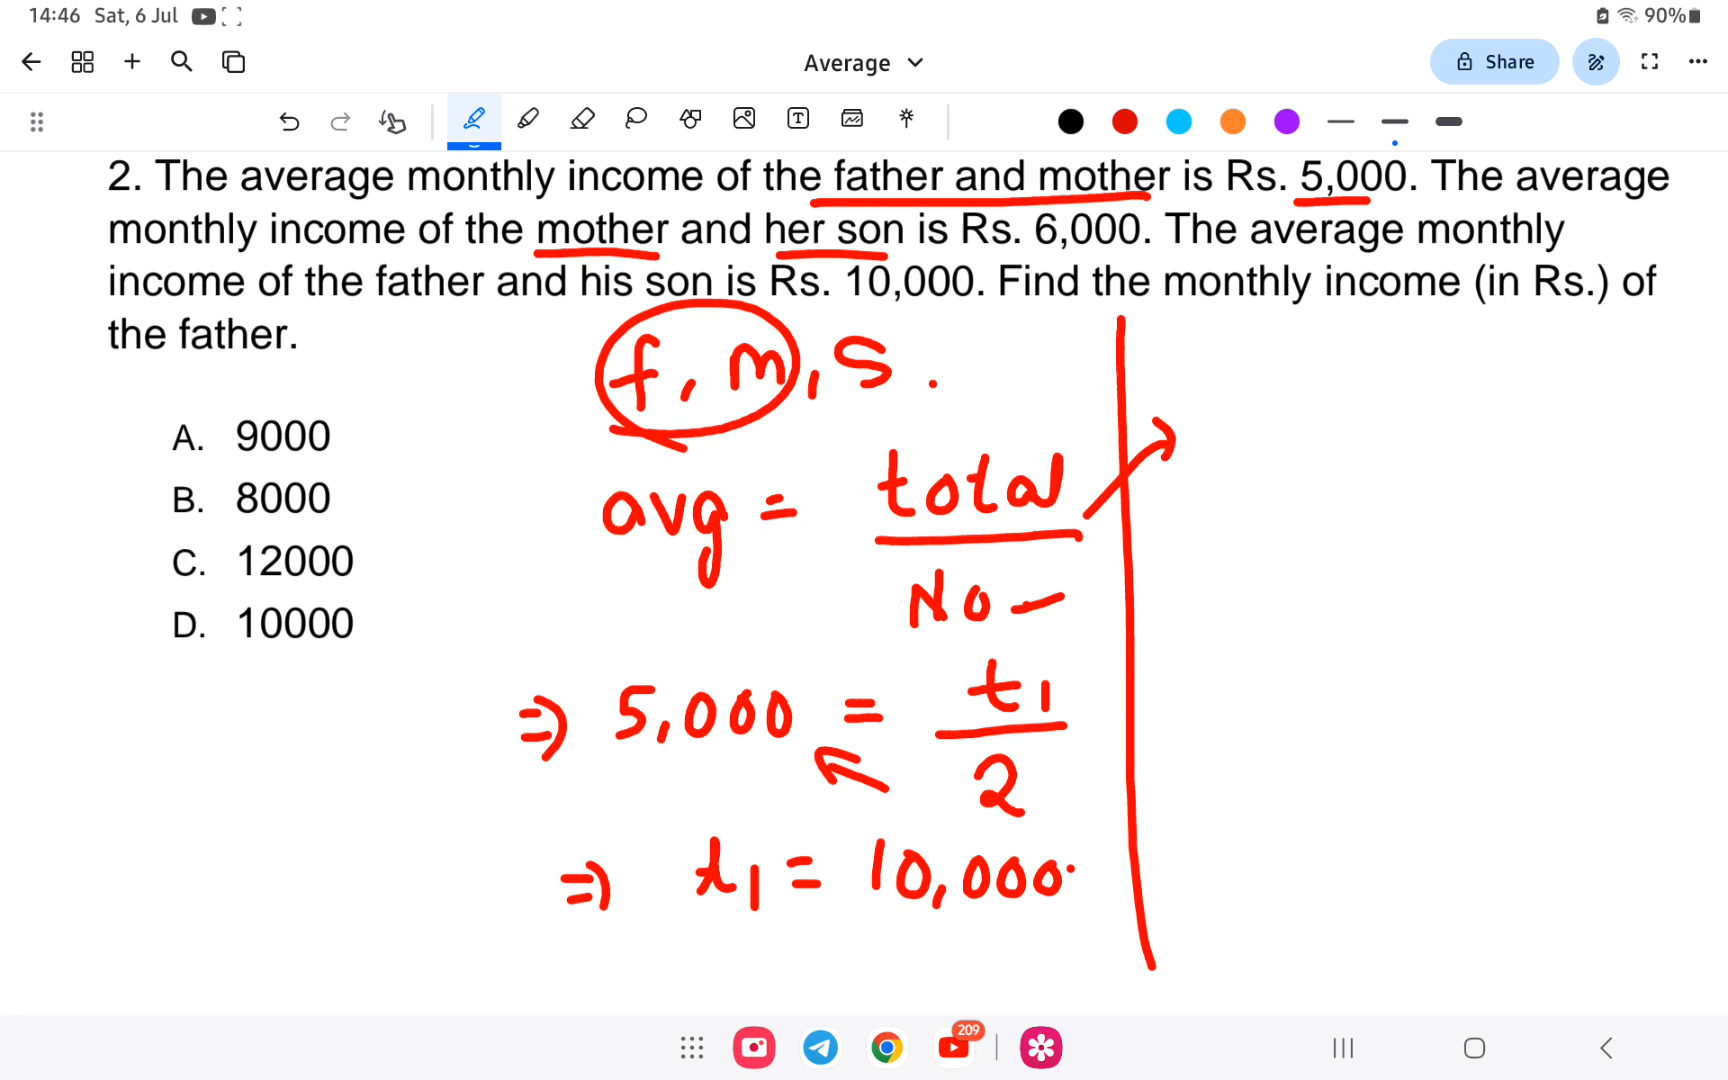 14:46 Sat, 6 Jul
90%
Average
Share
2. The average monthly income of the father and mother is Rs. 5,000. The average
monthly income of the mother and her son is Rs. 6,000. The average monthly
income of the father and his son is Rs. 10,000. Find the monthly income (in Rs.) of
the father.
f, m, S.
A. 9000
B. 8000
C. 12000
D. 10000
avg = total
No
⇒ 5,000 = t1
2
⇒ t1 = 10,000.
209